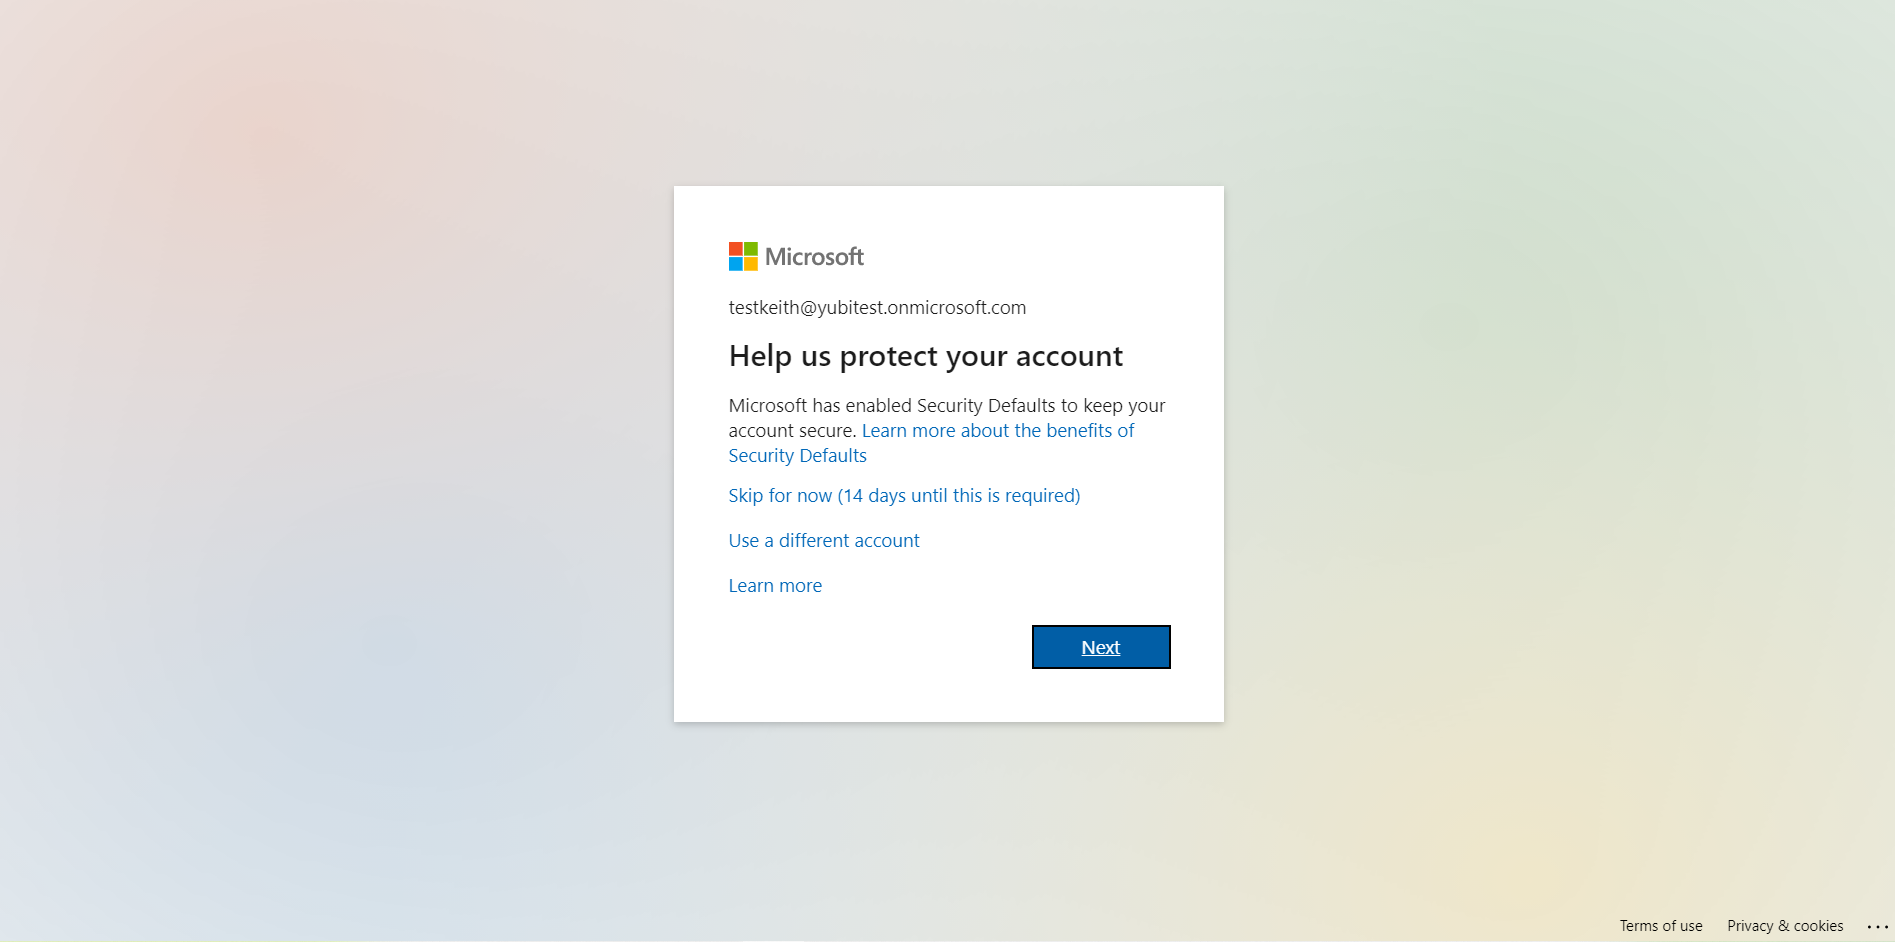 Microsoft
testkeith@yubitest.onmicrosoft.com
Help us protect your account
Microsoft has enabled Security Defaults to keep your
account secure. Learn more about the benefits of
Security Defaults
Skip for now (14 days until this is required)
Use a different account
Learn more
Next
Terms of use Privacy & cookies ...